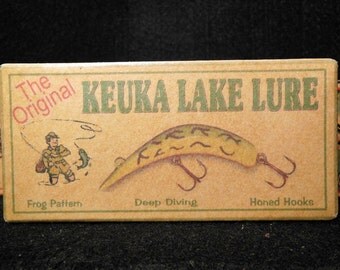 The Original
KEUKA LAKE LURE
Frog Pattern Deep Diving Honed Hooks